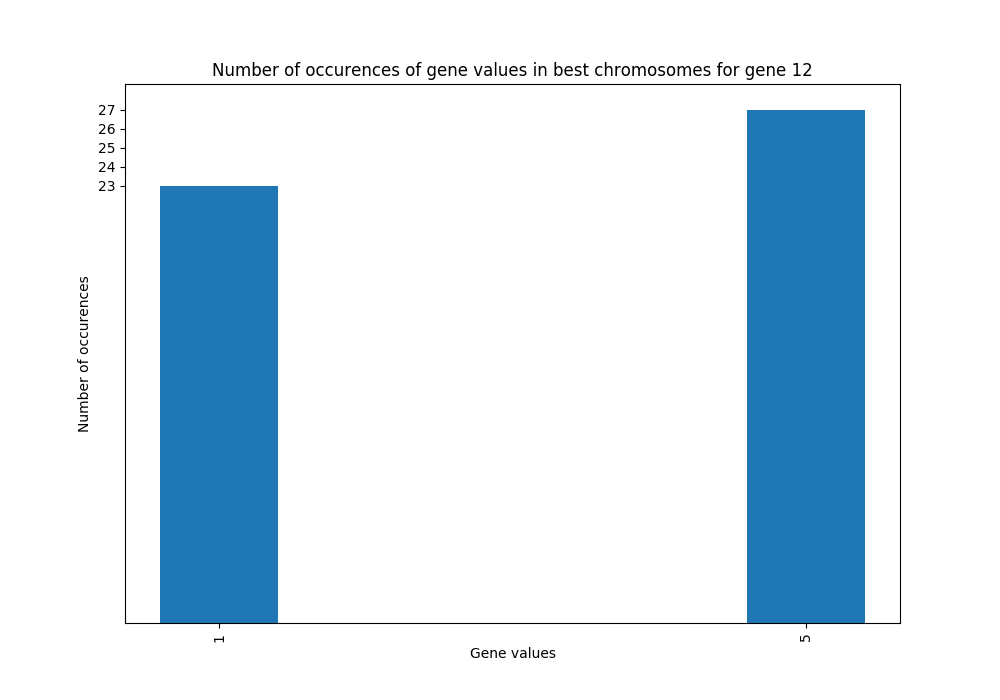 Number of occurences of gene values in best chromosomes for gene 12
27
26
25
24
23
Number of occurences
1
5
Gene values